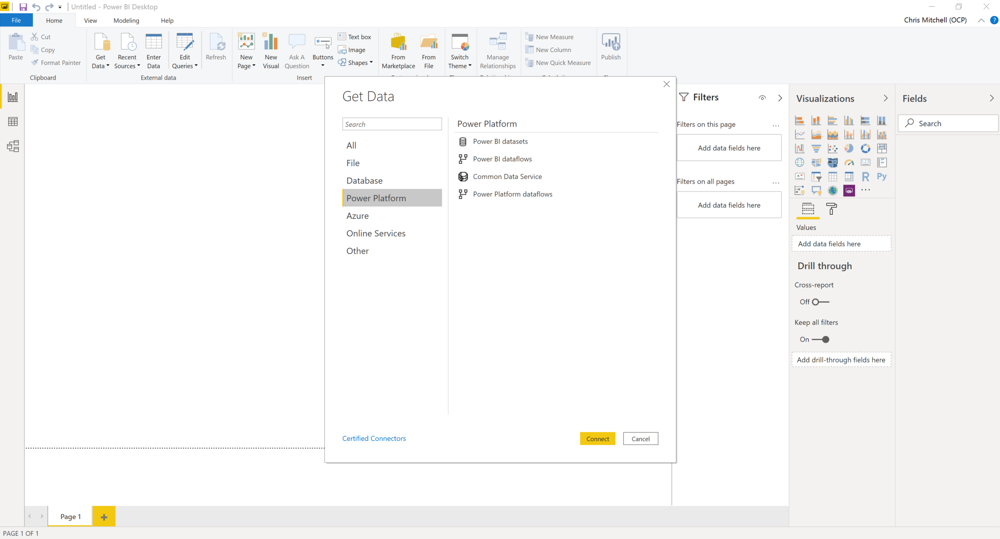 Untitled - Power BI Desktop
File
Home
View
Modeling
Help
Chris Mitchell (OCP)
?
Paste
Cut
Copy
Format Painter
Clipboard
Get
Data
Recent
Sources
Enter
Data
Edit
Queries
Refresh
External data
New
Page
New
Visual
Ask A
Question
Buttons
Text box
Image
Shapes
Insert
From
Marketplace
From
File
Switch
Theme
Manage
Relationships
New Measure
New Column
New Quick Measure
Publish
Get Data
Search
All
File
Database
Power Platform
Azure
Online Services
Other
Power Platform
Power BI datasets
Power BI dataflows
Common Data Service
Power Platform dataflows
Certified Connectors
Connect
Cancel
Filters
Filters on this page
...
Add data fields here
Filters on all pages
...
Add data fields here
Visualizations
123
R
Py
...
Values
Add data fields here
Drill through
Cross-report
Off
Keep all filters
On
Add drill-through fields here
Fields
Search
Page 1
PAGE 1 OF 1